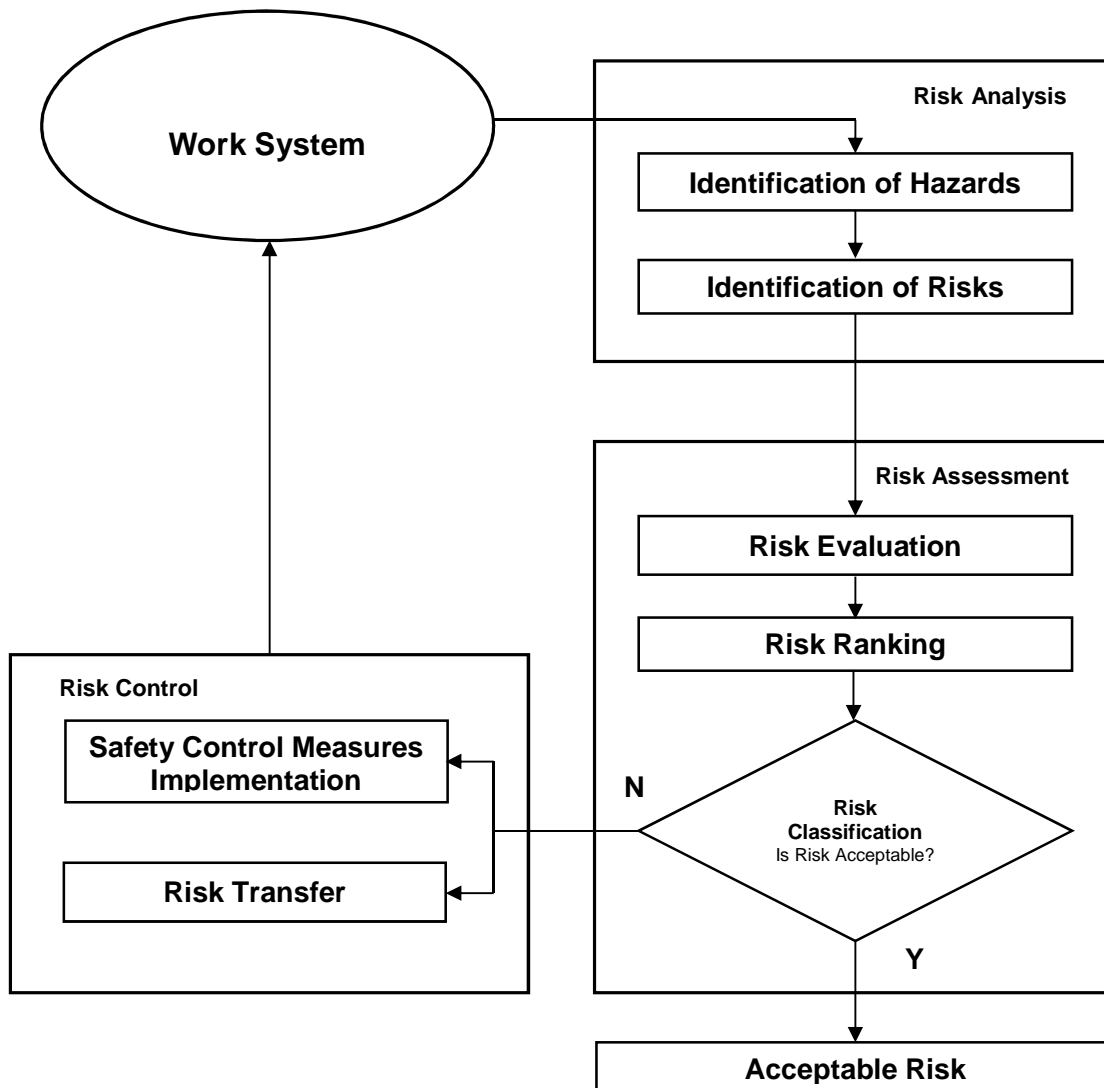 Work System
Risk Analysis
Identification of Hazards
Identification of Risks
Risk Assessment
Risk Evaluation
Risk Ranking
Risk Control
Safety Control Measures
Implementation
Risk Transfer
N
Risk
Classification
Is Risk Acceptable?
Y
Acceptable Risk